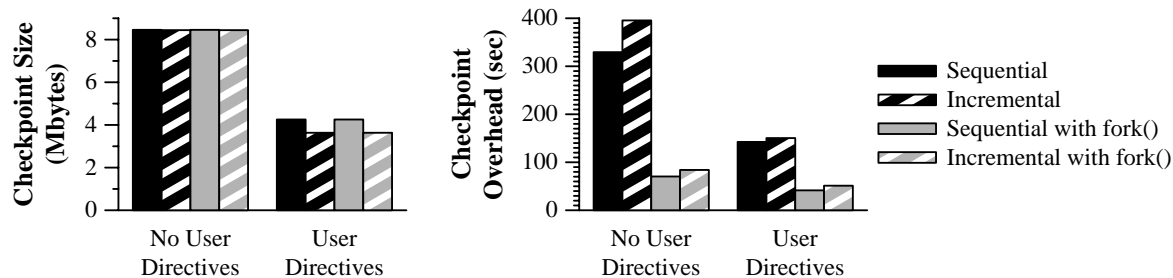 Checkpoint Size
(Mbytes)
8
6
4
2
0
No User
Directives
User
Directives
Checkpoint
Overhead (sec)
400
300
200
100
0
No User
Directives
User
Directives
Sequential
Incremental
Sequential with fork()
Incremental with fork()